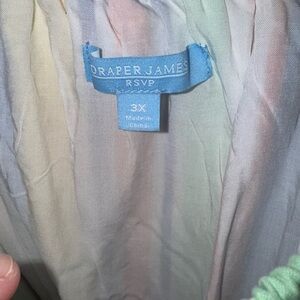 DRAPER JAMES
RSVP
3X
Made in
China